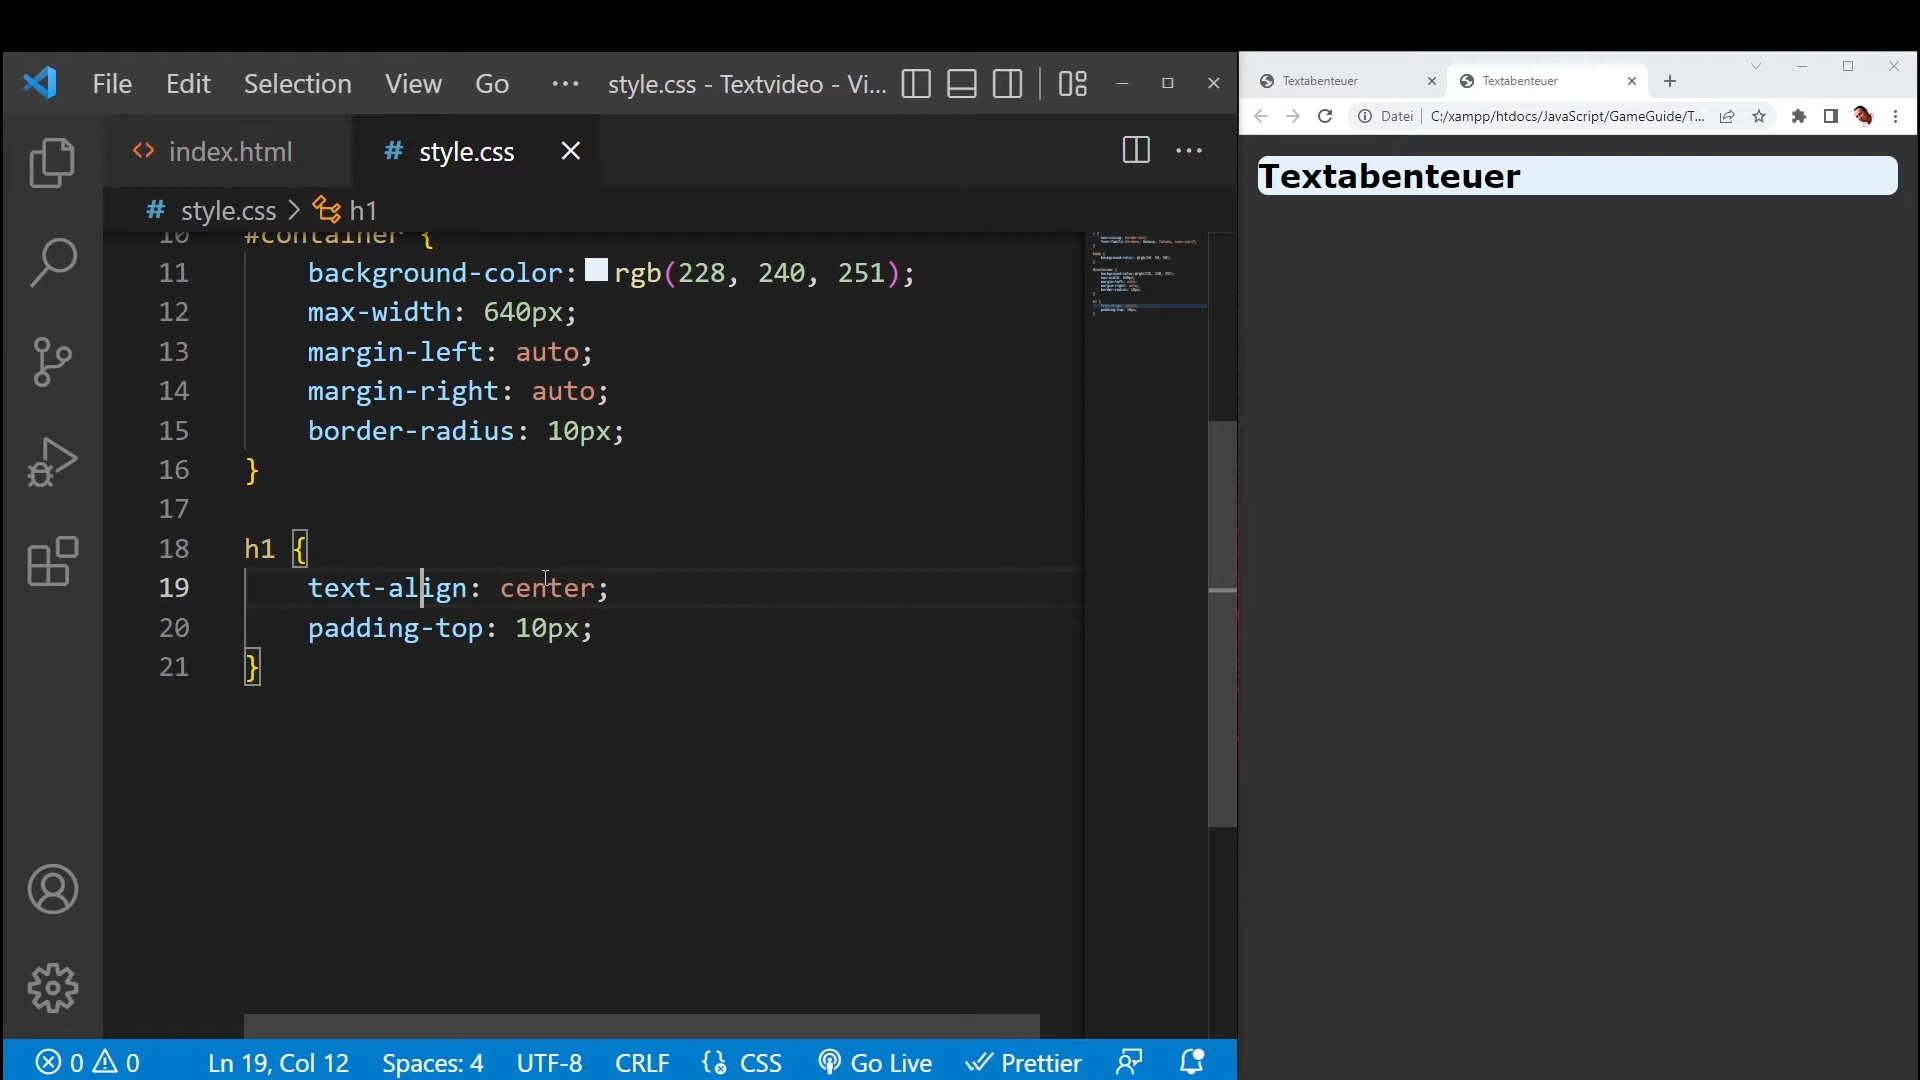 File Edit Selection View Go ··· style.css - Textvideo - Vi...
index.html
# style.css
# style.css > h1
10 #container {
11 background-color: rgb(228, 240, 251);
12 max-width: 640px;
13 margin-left: auto;
14 margin-right: auto;
15 border-radius: 10px;
16 }
17
18 h1 {
19 text-align: center;
20 padding-top: 10px;
21 }
0 0 Ln 19, Col 12 Spaces: 4 UTF-8 CRLF CSS Go Live Prettier
Textabenteuer Textabenteuer
Datei C:/xampp/htdocs/JavaScript/GameGuide/T...
Textabenteuer